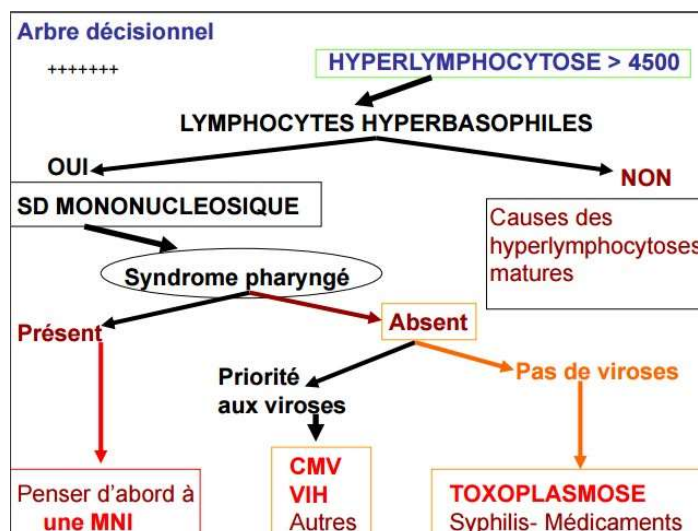 Arbre décisionnel
+++++++
HYPERLYMPHOCYTOSE > 4500
LYMPHOCYTES HYPERBASOPHILES
OUI
NON
SD MONONUCLEOSIQUE
Causes des
hyperlymphocytoses
matures
Syndrome pharyngé
Présent
Absent
Priorité
aux viroses
Pas de viroses
Penser d'abord à
une MNI
CMV
VIH
Autres
TOXOPLASMOSE
Syphilis- Médicaments